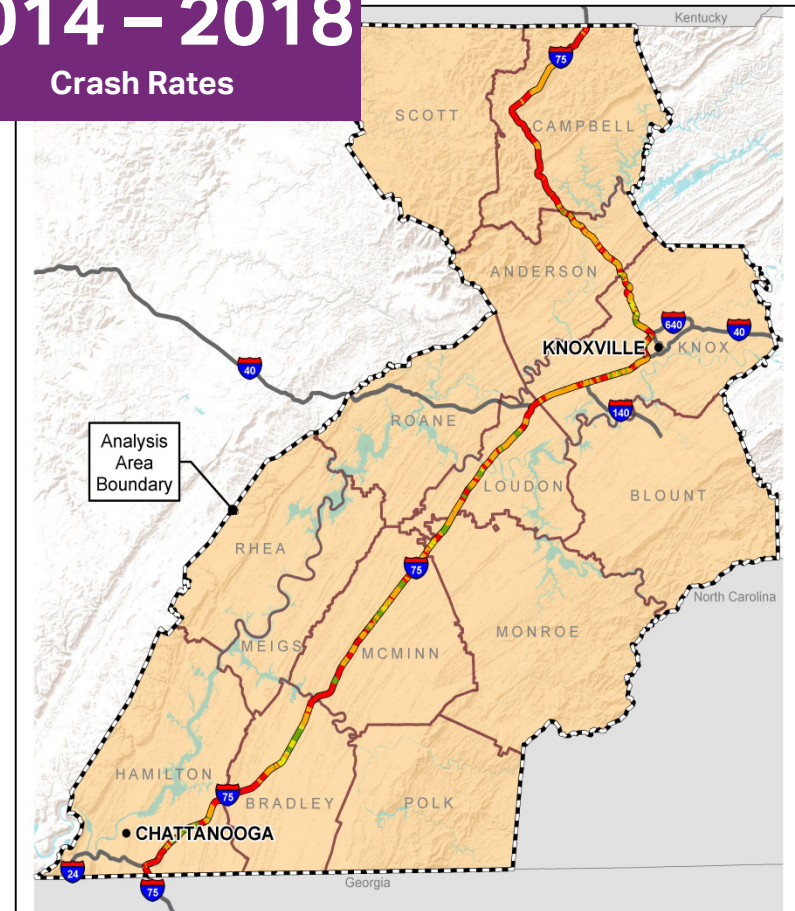 014 – 2018
Crash Rates
Kentucky
75
SCOTT
CAMPBELL
ANDERSON
640
40
KNOXVILLE
KNOX
40
140
ROANE
Analysis
Area
Boundary
LOUDON
BLOUNT
RHEA
75
North Carolina
MONROE
MEIGS
MCMINN
HAMILTON
75
BRADLEY
POLK
CHATTANOOGA
24
Georgia
75